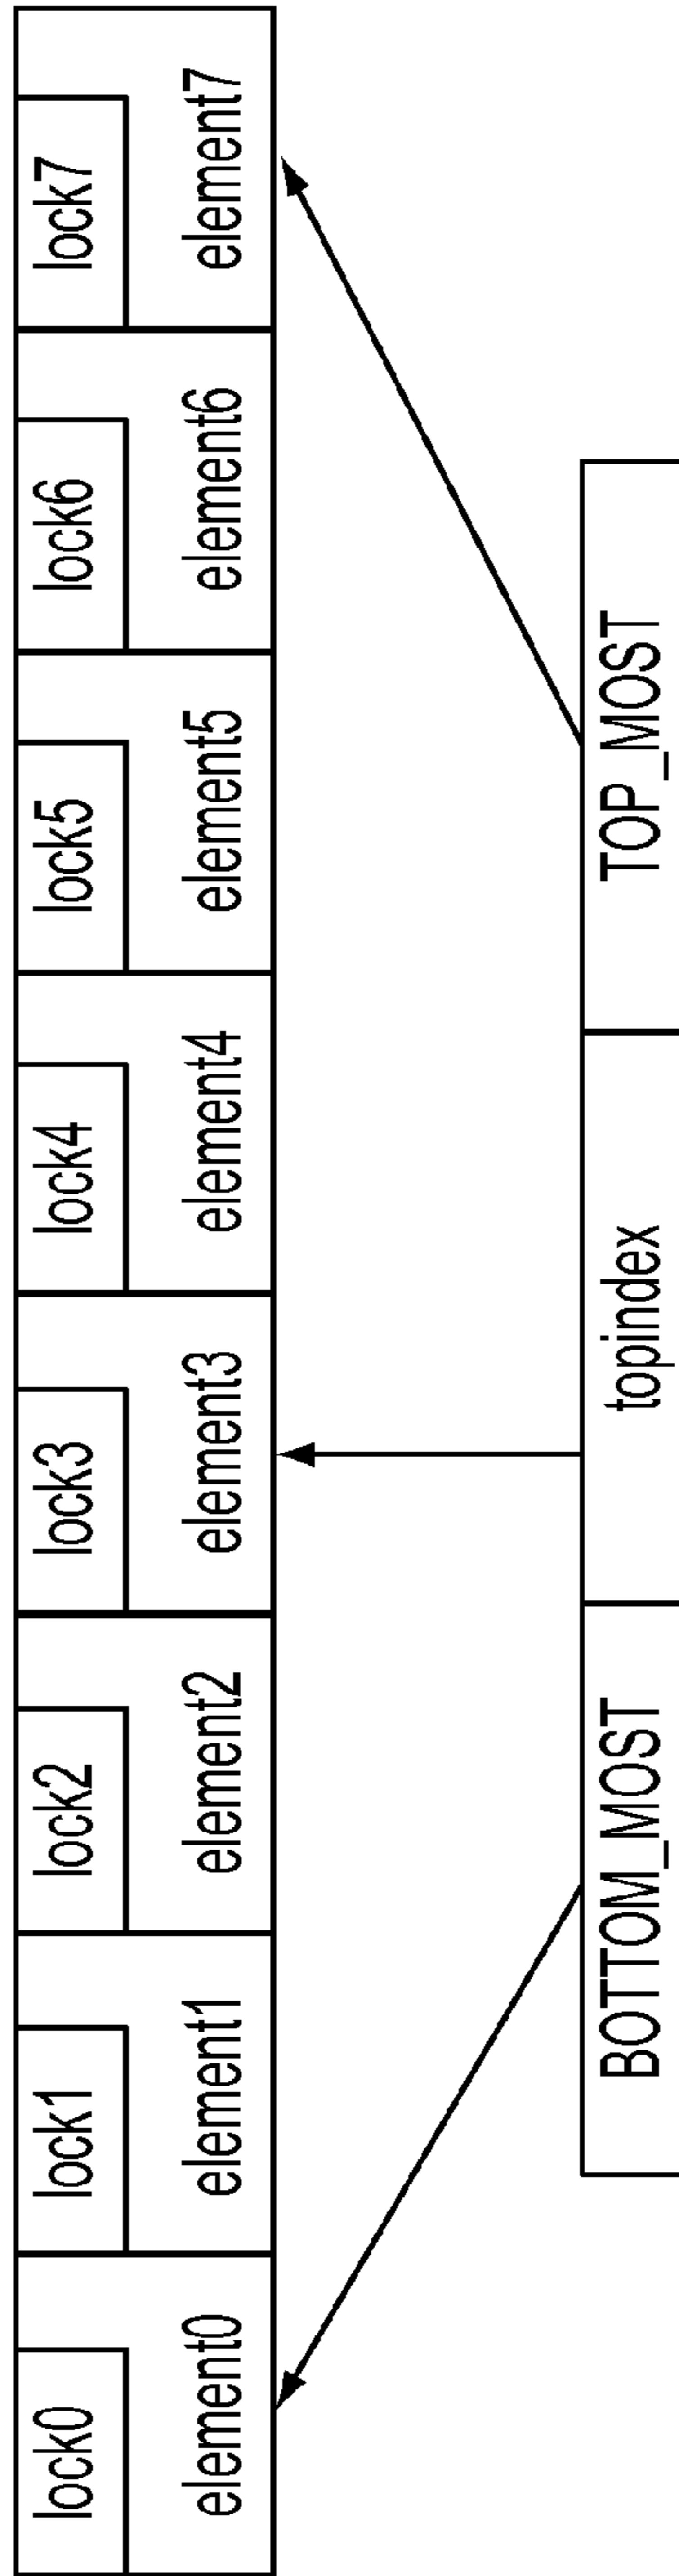 lock0 lock1 lock2 lock3 lock4 lock5 lock6 lock7
element0 element1 element2 element3 element4 element5 element6 element7
BOTTOM_MOST topindex TOP_MOST